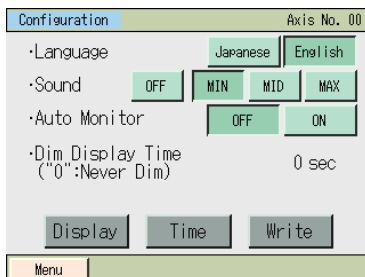 Configuration Axis No. 00
·Language Japanese English
·Sound OFF MIN MID MAX
·Auto Monitor OFF ON
·Dim Display Time 0 sec
("0":Never Dim)
Display Time Write
Menu